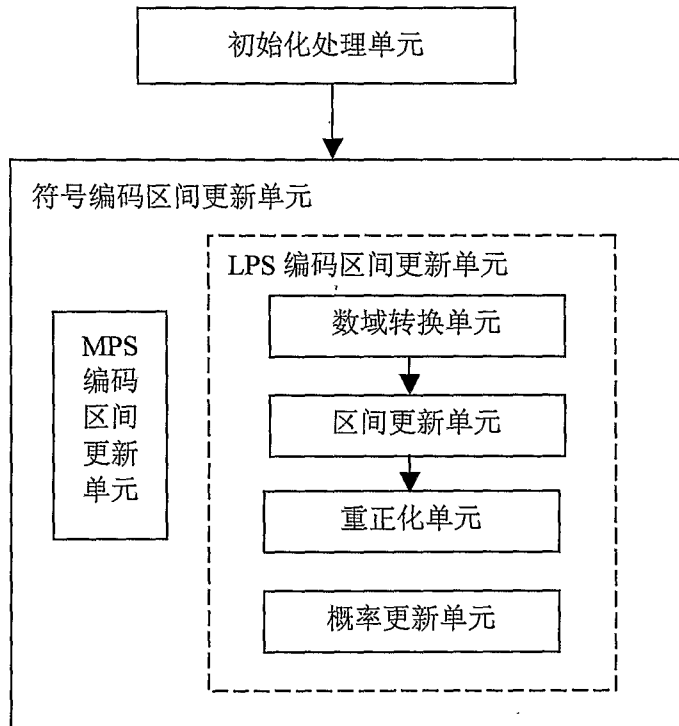 初始化处理单元
符号编码区间更新单元
LPS 编码区间更新单元
数域转换单元
MPS
编码
区间
更新
单元
区间更新单元
重正化单元
概率更新单元